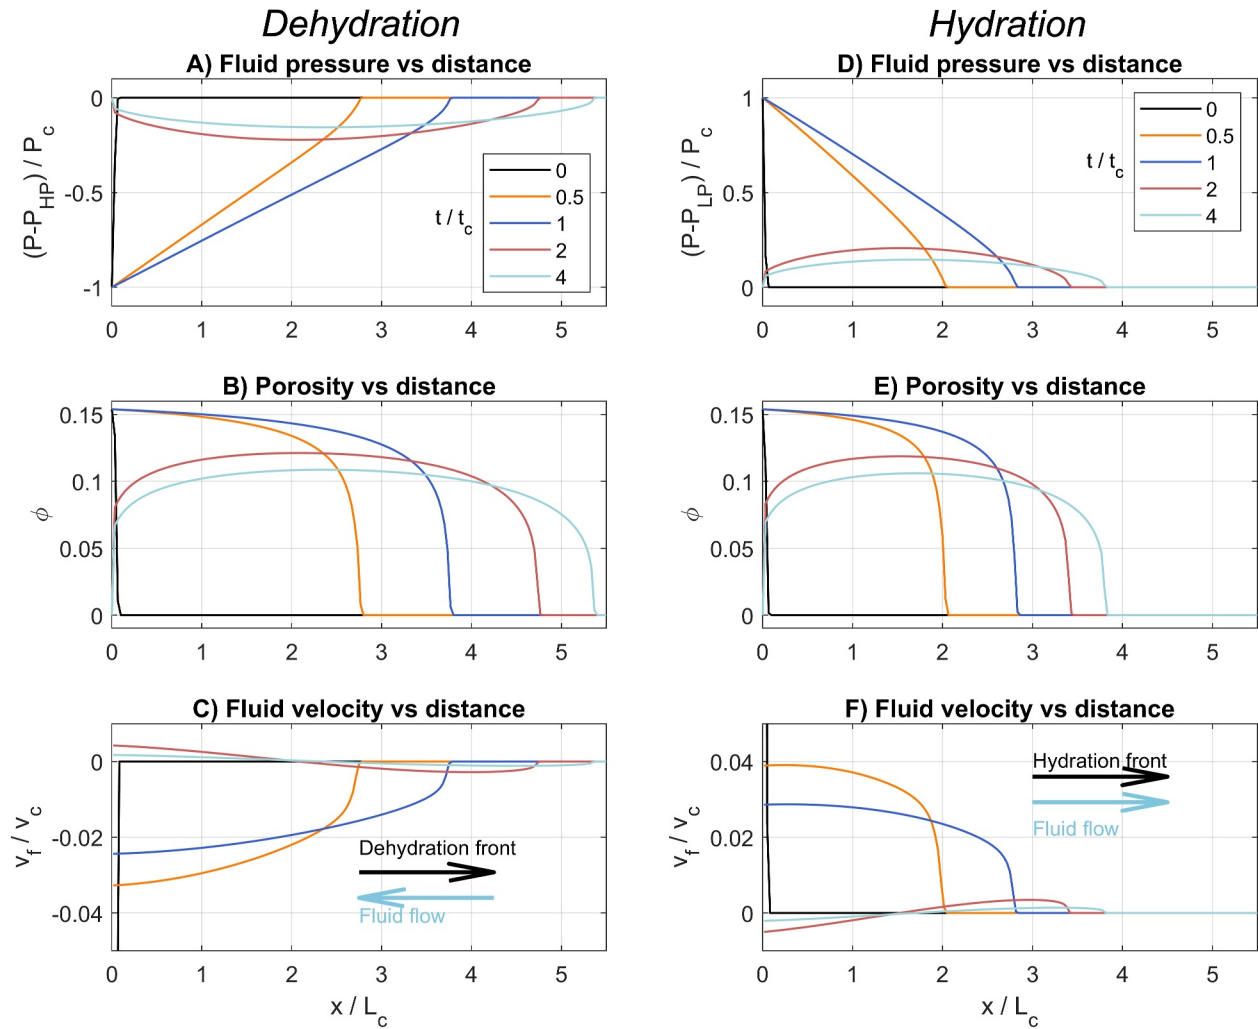 Dehydration
Hydration
A) Fluid pressure vs distance
(P-P_HP) / P_c
0
-0.5
-1
0 1 2 3 4 5
t / t_c
0
0.5
1
2
4
D) Fluid pressure vs distance
(P-P_LP) / P_c
1
0.5
0
0 1 2 3 4 5
t / t_c
0
0.5
1
2
4
B) Porosity vs distance
ϕ
0.15
0.1
0.05
0
0 1 2 3 4 5
E) Porosity vs distance
ϕ
0.15
0.1
0.05
0
0 1 2 3 4 5
C) Fluid velocity vs distance
v_f / v_c
0
-0.02
-0.04
Dehydration front
Fluid flow
0 1 2 3 4 5
x / L_c
F) Fluid velocity vs distance
v_f / v_c
0.04
0.02
0
Hydration front
Fluid flow
0 1 2 3 4 5
x / L_c